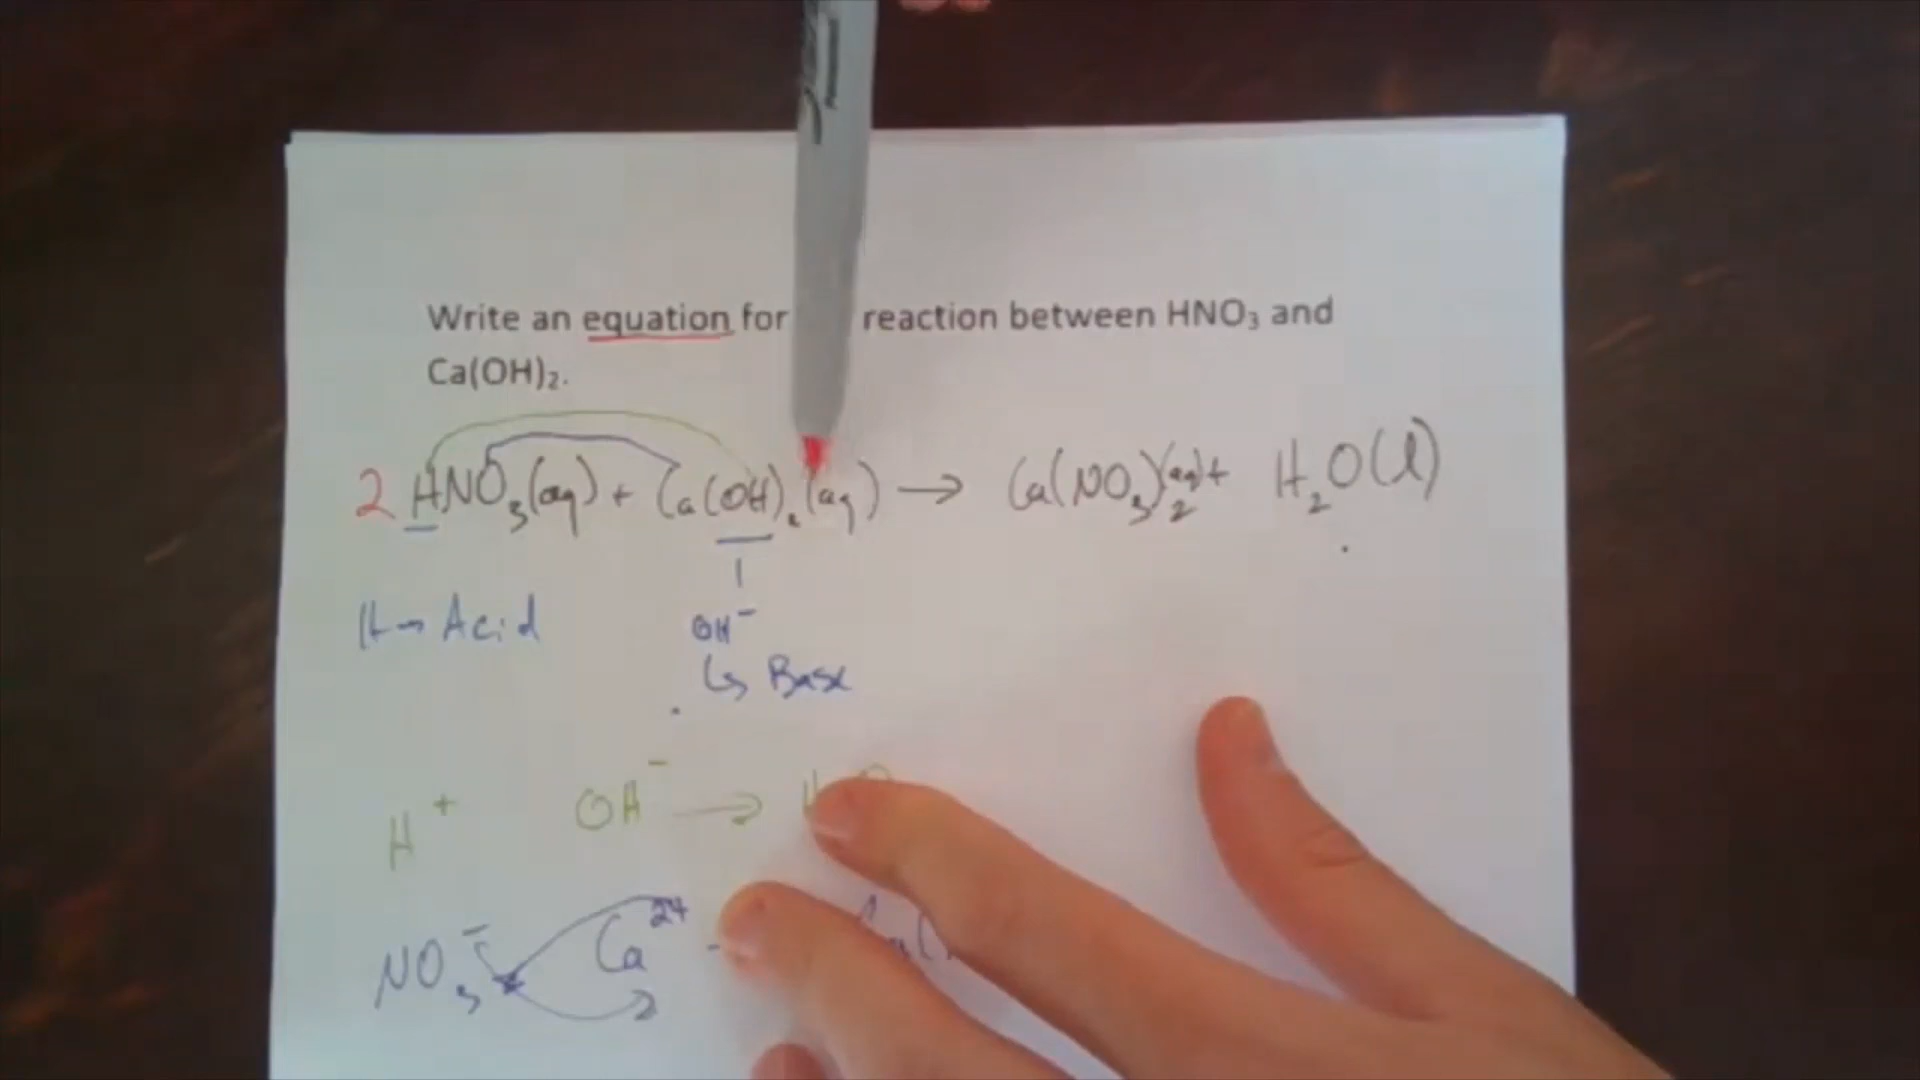 Write an equation for reaction between HNO₃ and
Ca(OH)₂.
2 HNO₃(aq) + Ca(OH)₂(aq) → Ca(NO₃)₂(aq) + H₂O(l)
H → Acid
OH⁻
↳ Base
H⁺ OH⁻ → H
NO₃⁻ Ca²⁺